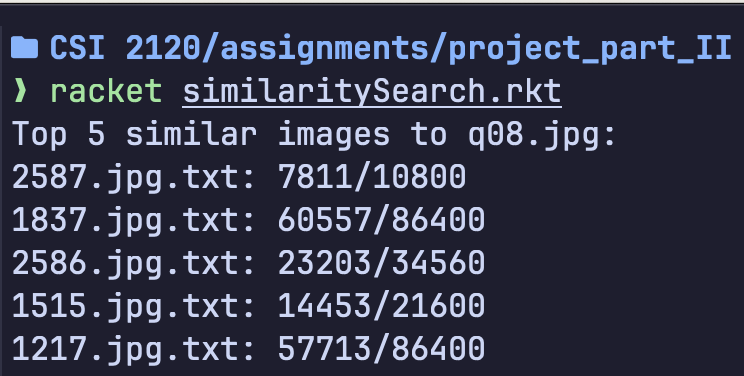 CSI 2120/assignments/project_part_II
❯ racket similaritySearch.rkt
Top 5 similar images to q08.jpg:
2587.jpg.txt: 7811/10800
1837.jpg.txt: 60557/86400
2586.jpg.txt: 23203/34560
1515.jpg.txt: 14453/21600
1217.jpg.txt: 57713/86400